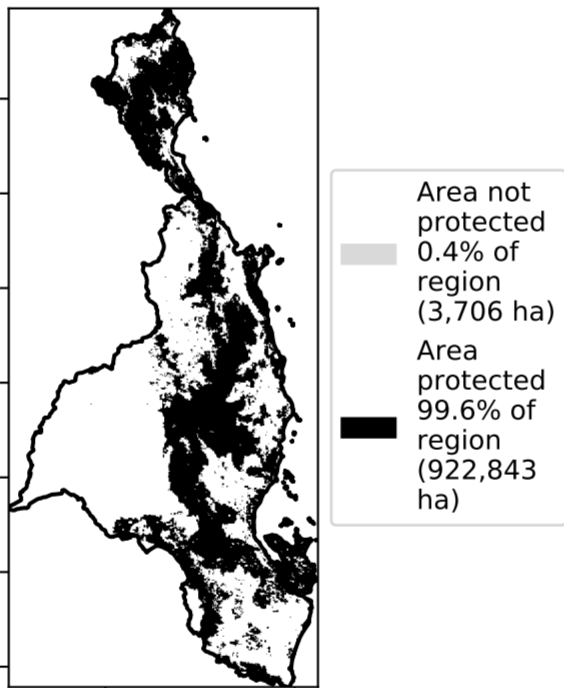 Area not
protected
0.4% of
region
(3,706 ha)
Area
protected
99.6% of
region
(922,843
ha)